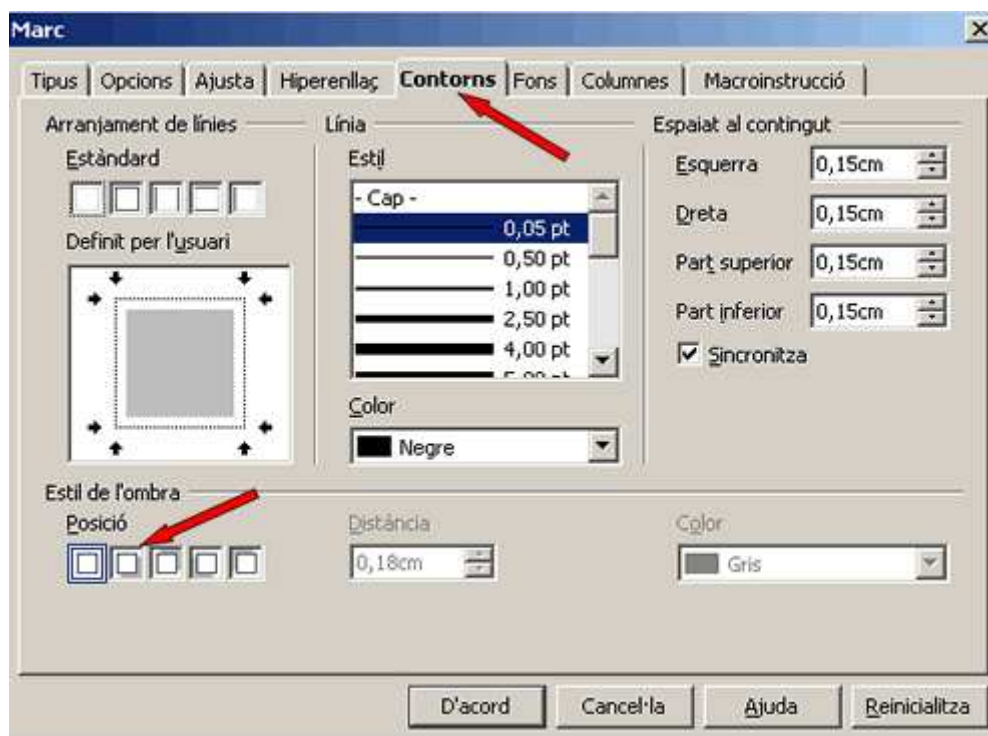 Marc
Tipus Opcions Ajusta Hiperenllaç Contorns Fons Columnes Macroinstrucció
Arranjament de línies
Estàndard
Definit per l'usuari
Línia
Estil
- Cap -
0,05 pt
0,50 pt
1,00 pt
2,50 pt
4,00 pt
Color
Negre
Espaiat al contingut
Esquerra 0,15cm
Dreta 0,15cm
Part superior 0,15cm
Part inferior 0,15cm
Sincronitza
Estil de l'ombra
Posició
Distància
0,18cm
Color
Gris
D'acord Cancel·la Ajuda Reinicialitza